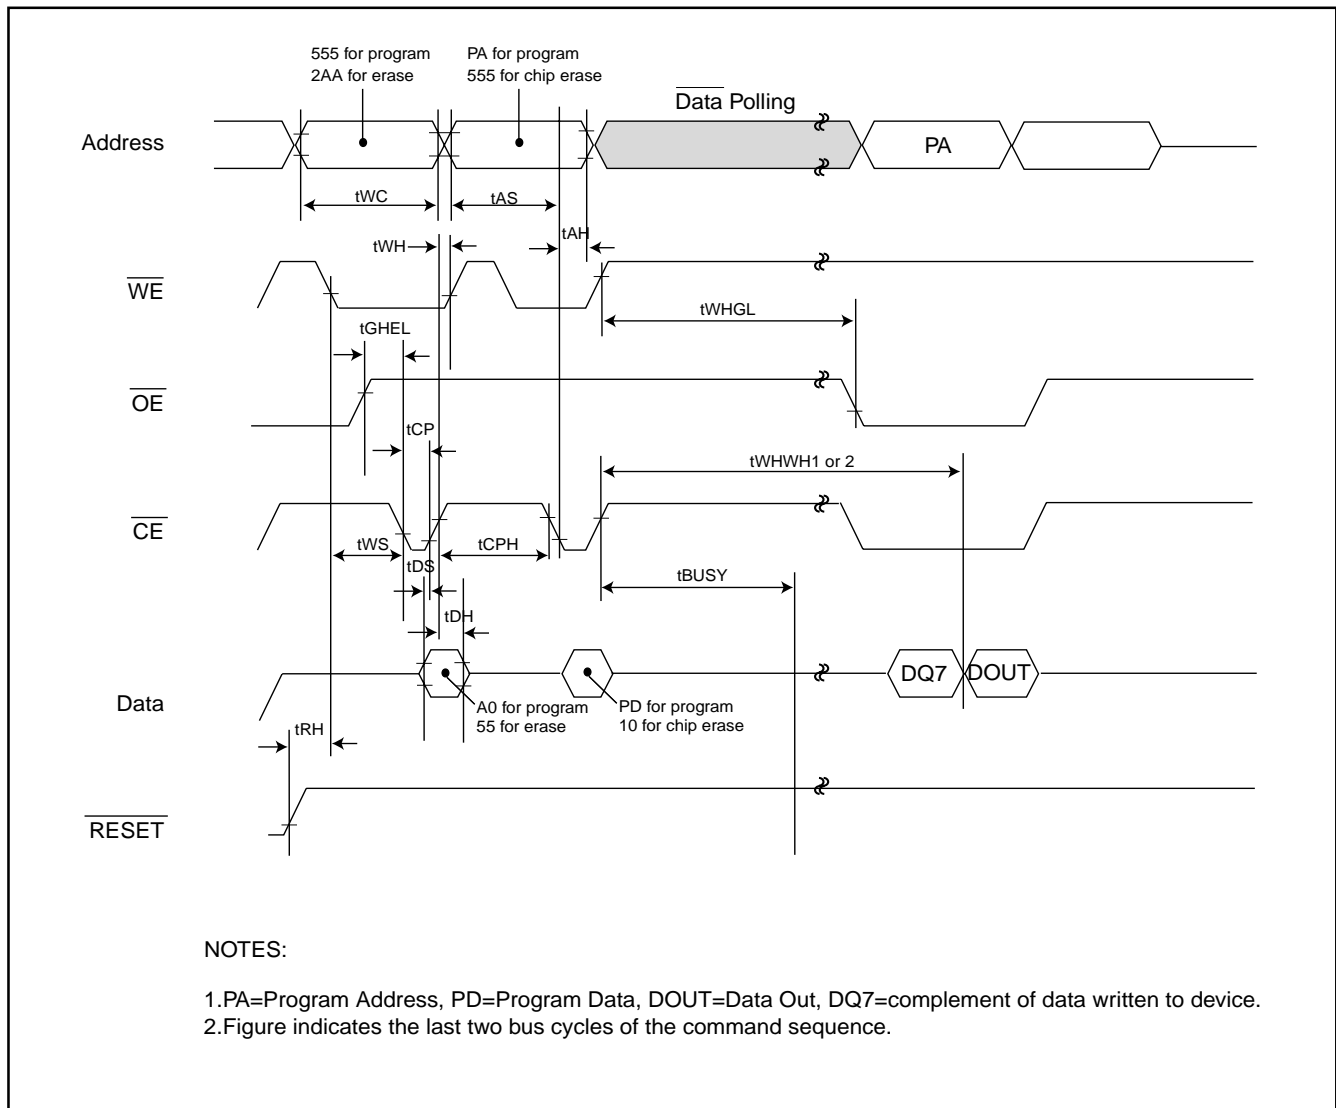 555 for program
2AA for erase
PA for program
555 for chip erase
Data Polling
Address
PA
tWC
tAS
tAH
tWH
WE
tWHGL
tGHEL
OE
tCP
tWHWH1 or 2
CE
tWS
tCPH
tDS
tBUSY
tDH
DQ7
DOUT
Data
A0 for program
55 for erase
PD for program
10 for chip erase
tRH
RESET
NOTES:
1.PA=Program Address, PD=Program Data, DOUT=Data Out, DQ7=complement of data written to device.
2.Figure indicates the last two bus cycles of the command sequence.